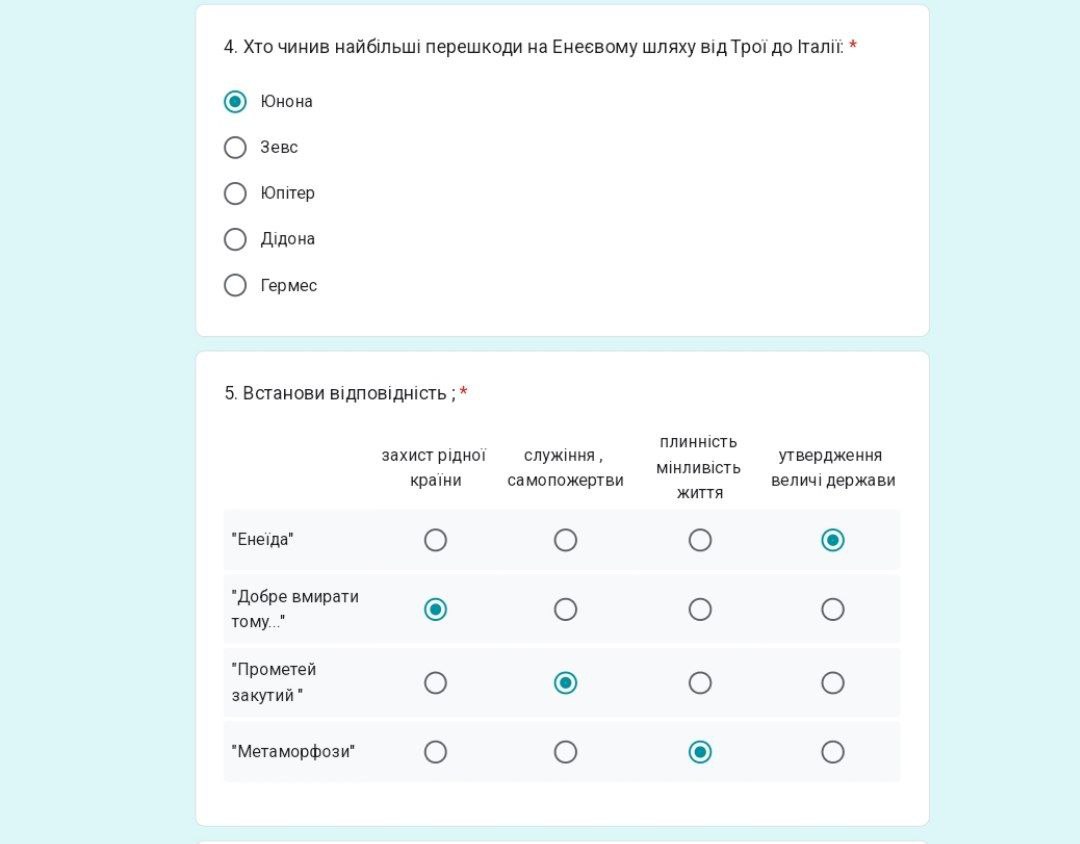 4. Хто чинив найбільші перешкоди на Енеєвому шляху від Трої до Італії: *
Юнона
Зевс
Юпітер
Дідона
Гермес
5. Встанови відповідність ; *
захист рідної
країни
служіння ,
самопожертви
плинність
мінливість
життя
утвердження
величі держави
"Енеїда"
"Добре вмирати
тому..."
"Прометей
закутий "
"Метаморфози"